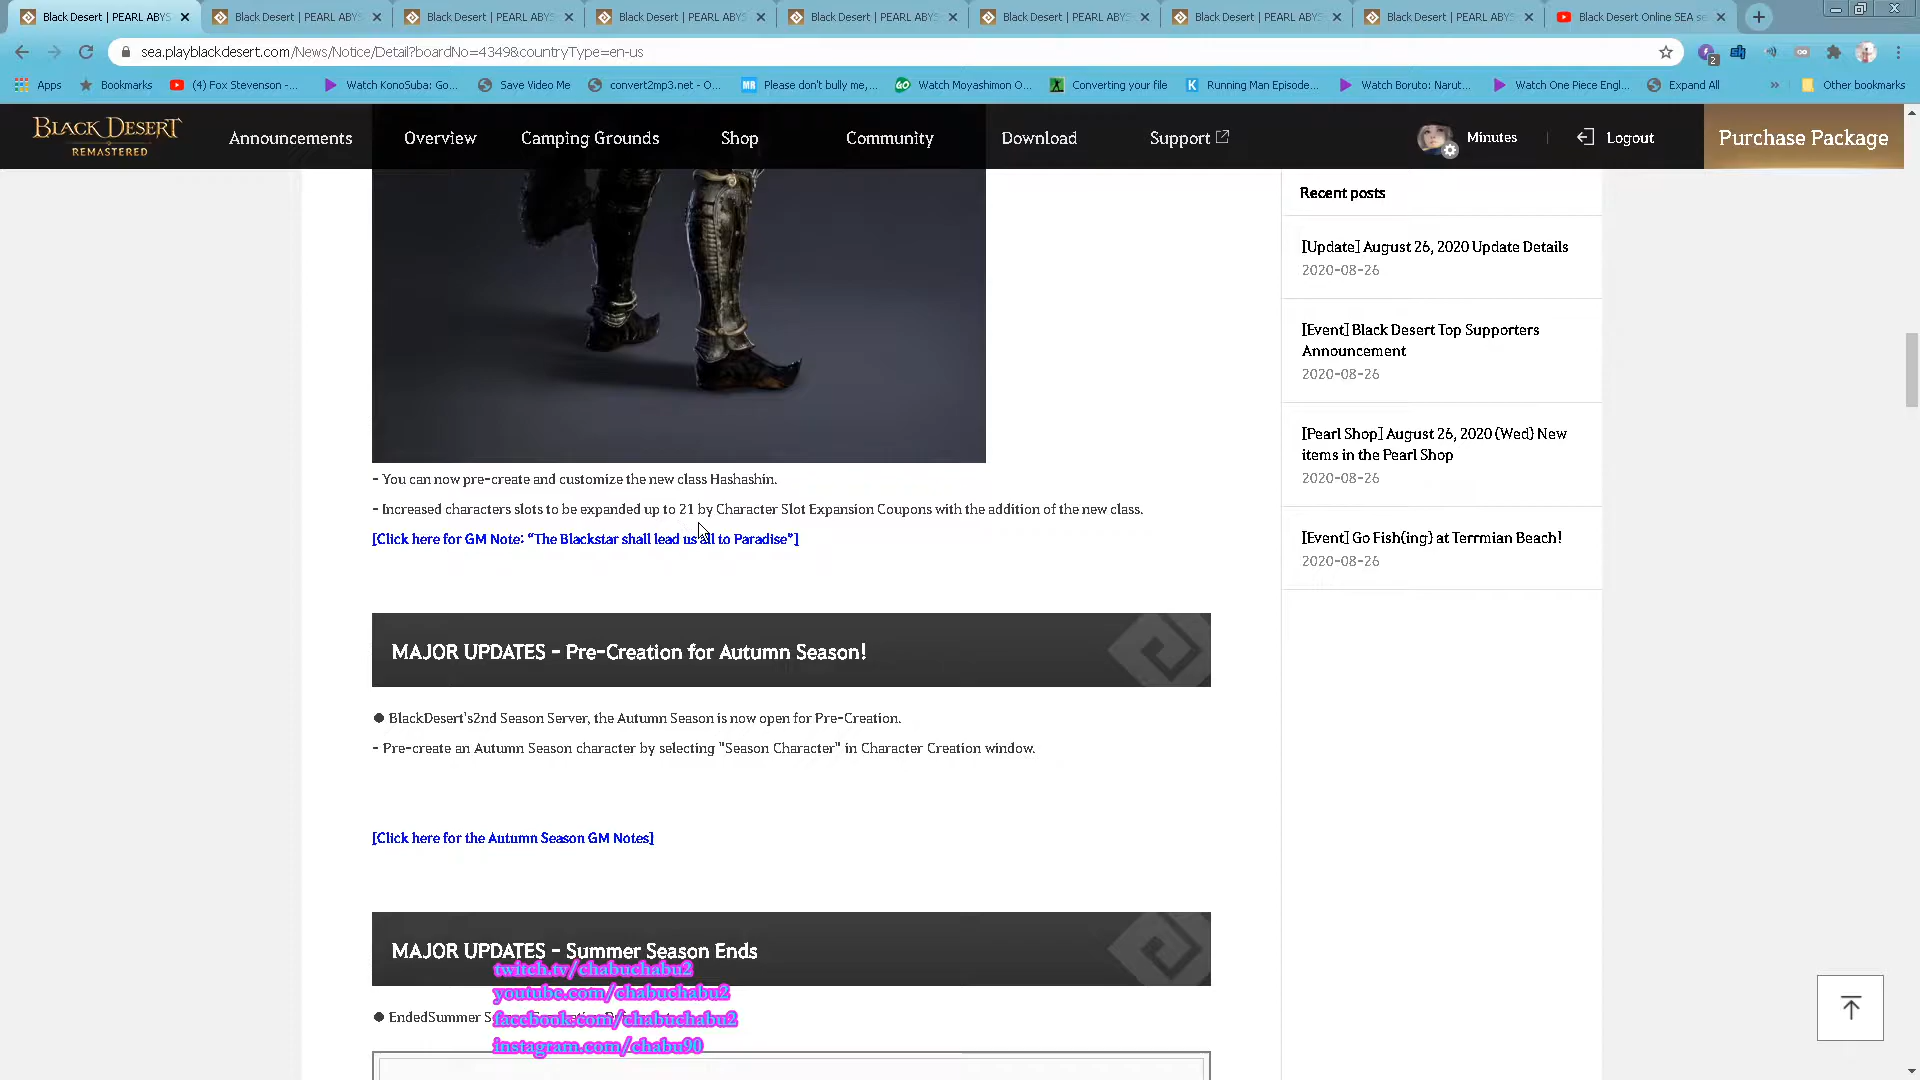 Black Desert | PEARL ABYS
Black Desert | PEARL ABYS
Black Desert | PEARL ABYS
Black Desert | PEARL ABYS
Black Desert | PEARL ABYS
Black Desert | PEARL ABYS
Black Desert | PEARL ABYS
Black Desert | PEARL ABYS
Black Desert Online SEA se
sea.playblackdesert.com/News/Notice/Detail?boardNo=4349&countryType=en-us
2
Apps
Bookmarks
(4) Fox Stevenson -...
Watch KonoSuba: Go...
Save Video Me
convert2mp3.net - O...
MR
Please don't bully me,...
GO
Watch Moyashimon O...
Converting your file
K
Running Man Episode...
Watch Boruto: Narut...
Watch One Piece Engl...
Expand All
»
Other bookmarks
BLACK DESERT
REMASTERED
Announcements
Overview
Camping Grounds
Shop
Community
Download
Support
Minutes
Logout
Purchase Package
- You can now pre-create and customize the new class Hashashin.
- Increased characters slots to be expanded up to 21 by Character Slot Expansion Coupons with the addition of the new class.
[Click here for GM Note: “The Blackstar shall lead us all to Paradise”]
MAJOR UPDATES - Pre-Creation for Autumn Season!
● BlackDesert's2nd Season Server, the Autumn Season is now open for Pre-Creation.
- Pre-create an Autumn Season character by selecting "Season Character" in Character Creation window.
[Click here for the Autumn Season GM Notes]
MAJOR UPDATES - Summer Season Ends
● EndedSummer
twitch.tv/chabuchabu2
youtube.com/chabuchabu2
facebook.com/chabuchabu2
instagram.com/chabu90
Recent posts
[Update] August 26, 2020 Update Details
2020-08-26
[Event] Black Desert Top Supporters
Announcement
2020-08-26
[Pearl Shop] August 26, 2020 (Wed) New
items in the Pearl Shop
2020-08-26
[Event] Go Fish(ing) at Terrmian Beach!
2020-08-26